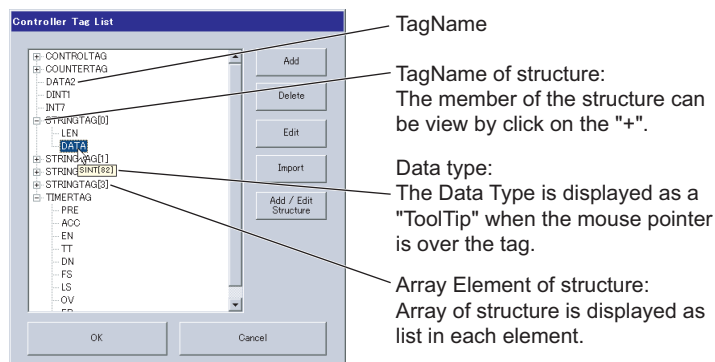 Controller Tag List
CONTROLTAG
COUNTERTAG
DATA2
DINT1
INT7
STRINGTAG[0]
LEN
DATA
STRINGTAG[1]
SINT[82]
STRING
STRINGTAG[3]
TIMERTAG
PRE
ACC
EN
TT
DN
FS
LS
OV
Add
Delete
Edit
Import
Add / Edit
Structure
OK
Cancel
TagName
TagName of structure:
The member of the structure can
be view by click on the "+".
Data type:
The Data Type is displayed as a
"ToolTip" when the mouse pointer
is over the tag.
Array Element of structure:
Array of structure is displayed as
list in each element.